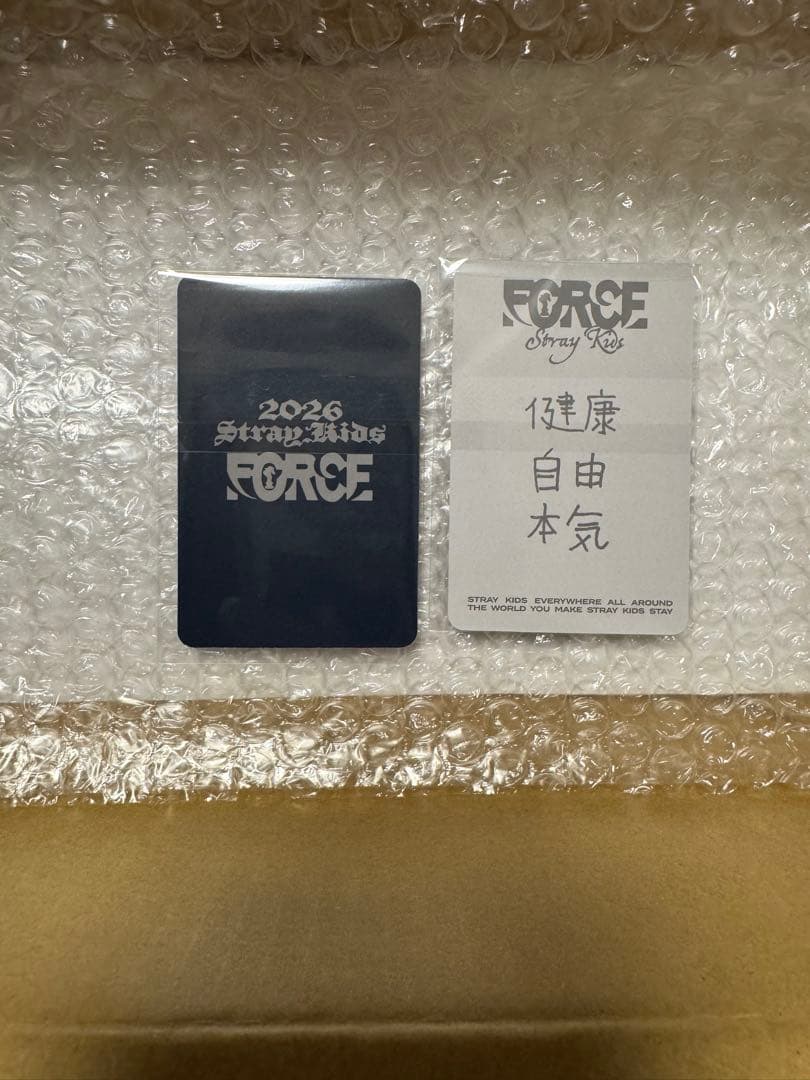 2026
Stray Kids
FORCE
FORCE
Stray Kids
健康
自由
本気
STRAY KIDS EVERYWHERE ALL AROUND
THE WORLD YOU MAKE STRAY KIDS STAY